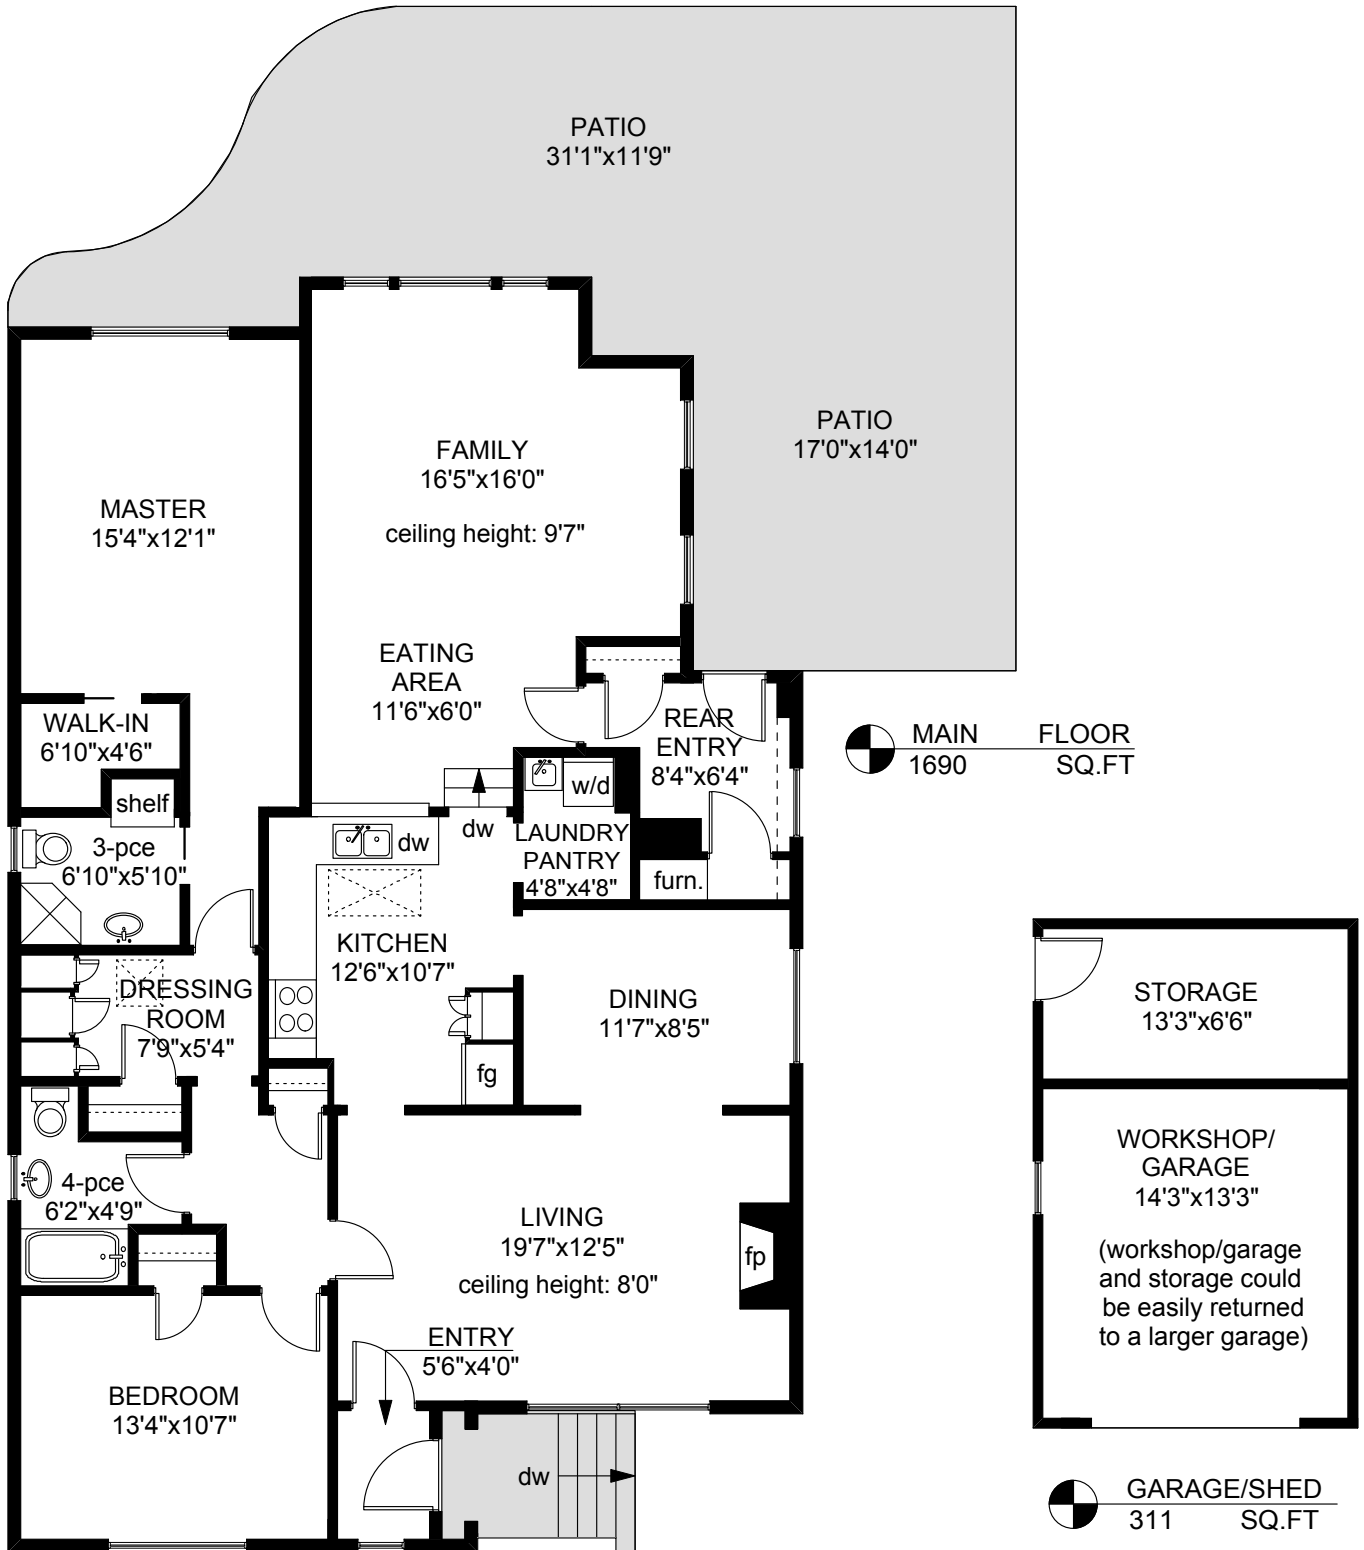 PATIO
31'1"x11'9"
PATIO
17'0"x14'0"
FAMILY
16'5"x16'0"
ceiling height: 9'7"
MASTER
15'4"x12'1"
EATING
AREA
11'6"x6'0"
WALK-IN
6'10"x4'6"
shelf
3-pce
6'10"x5'10"
REAR
ENTRY
8'4"x6'4"
MAIN FLOOR
1690 SQ.FT
w/d
dw
dw
LAUNDRY
PANTRY
4'8"x4'8"
furn.
KITCHEN
12'6"x10'7"
DINING
11'7"x8'5"
DRESSING
ROOM
7'9"x5'4"
fg
STORAGE
13'3"x6'6"
WORKSHOP/
GARAGE
14'3"x13'3"
(workshop/garage
and storage could
be easily returned
to a larger garage)
4-pce
6'2"x4'9"
LIVING
19'7"x12'5"
ceiling height: 8'0"
fp
ENTRY
5'6"x4'0"
BEDROOM
13'4"x10'7"
dw
GARAGE/SHED
311 SQ.FT